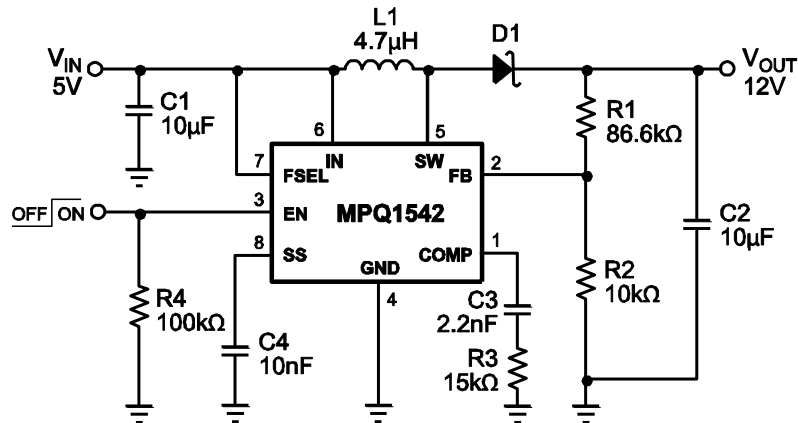 L1
4.7µH
D1
VIN
5V
VOUT
12V
C1
10µF
R1
86.6kΩ
6
5
IN
SW
7
FSEL
FB
2
OFF ON
3
EN
MPQ1542
8
SS
COMP
1
GND
4
C2
10µF
R2
10kΩ
R4
100kΩ
C3
2.2nF
C4
10nF
R3
15kΩ